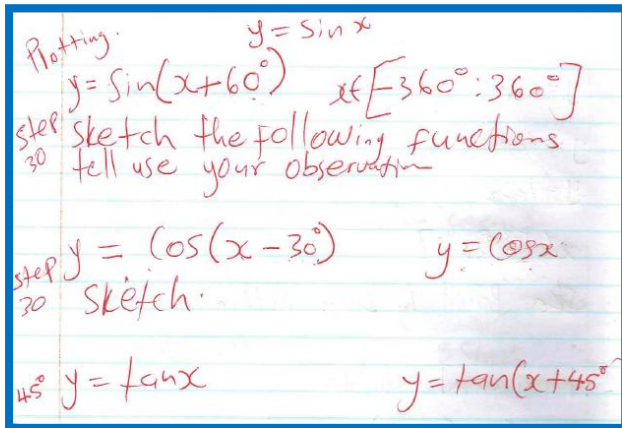 y = sin x
Plotting.
y = Sin(x+60°) x∈[-360°:360°]
step 30 sketch the following functions
tell use your observation
step 30 y = Cos(x-30°) y = Cosx
sketch.
45° y = tanx y = tan(x+45°